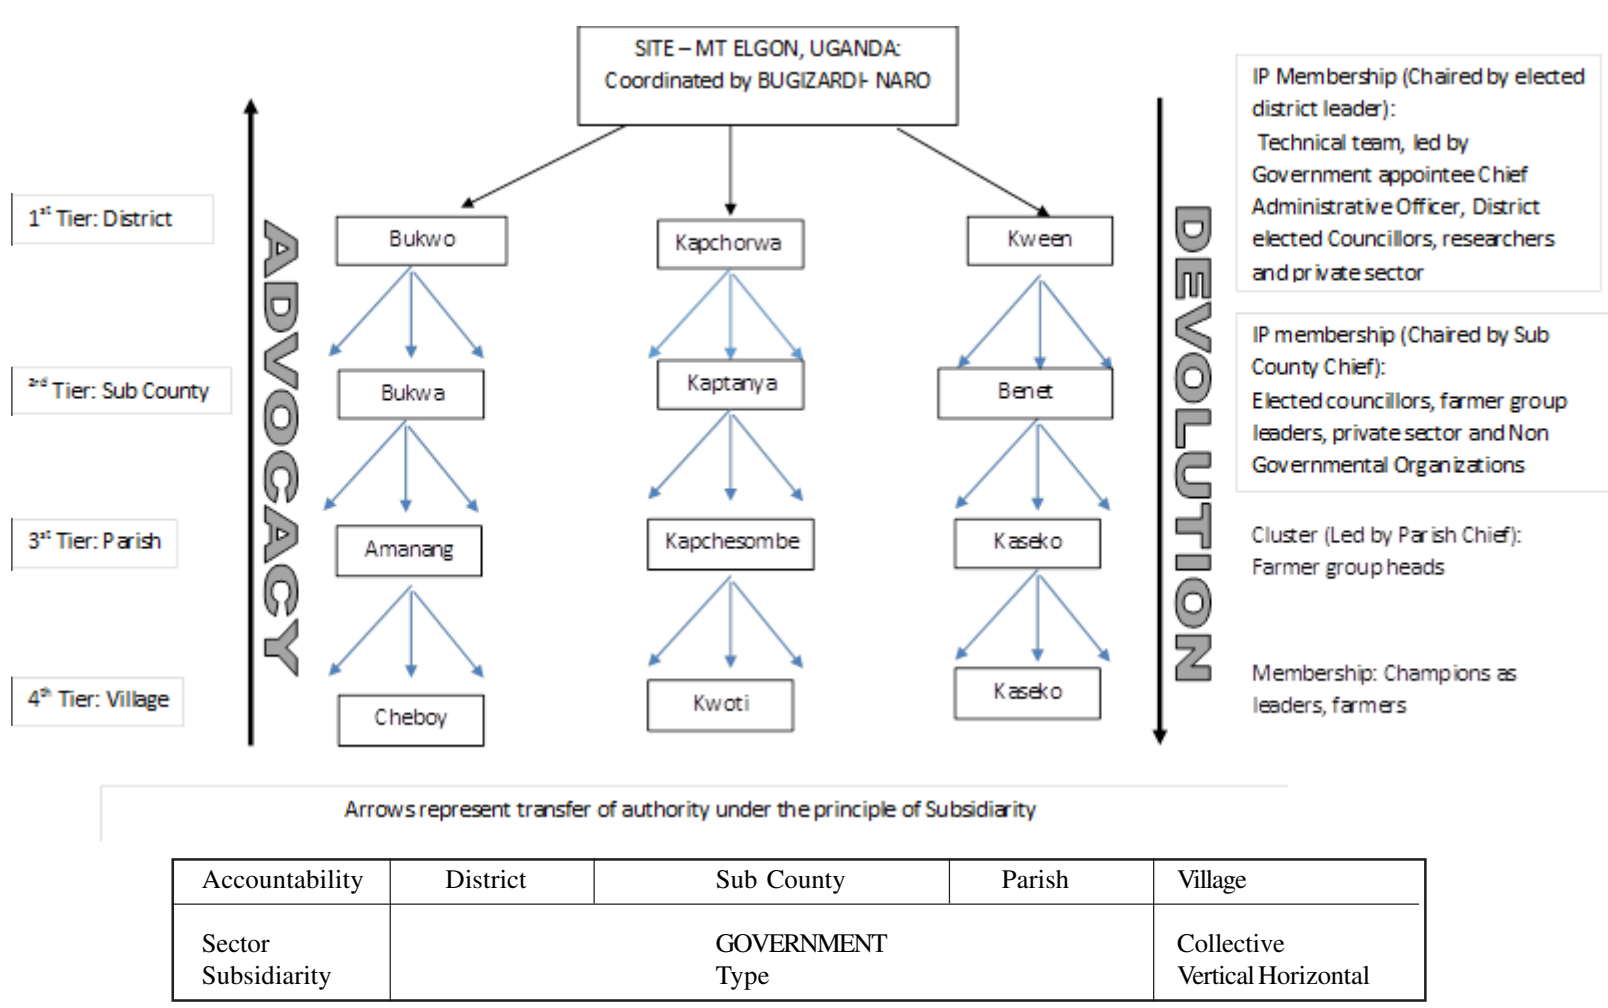 SITE – MT ELGON, UGANDA:
Coordinated by BUGIZARDI- NARO
IP Membership (Chaired by elected
district leader):
Technical team, led by
Government appointee Chief
Administrative Officer, District
elected Councillors, researchers
and private sector
1st Tier: District
Bukwo
Kapchorwa
Kween
ADVOCACY
DEVOLUTION
IP membership (Chaired by Sub
County Chief):
Elected councillors, farmer group
leaders, private sector and Non
Governmental Organizations
2rd Tier: Sub County
Bukwa
Kaptanya
Benet
3st Tier: Parish
Amanang
Kapchesombe
Kaseko
Cluster (Led by Parish Chief):
Farmer group heads
4th Tier: Village
Cheboy
Kwoti
Kaseko
Membership: Champions as
leaders, farmers
Arrows represent transfer of authority under the principle of Subsidiarity
Accountability District Sub County Parish Village
Sector GOVERNMENT Collective
Subsidiarity Type Vertical Horizontal